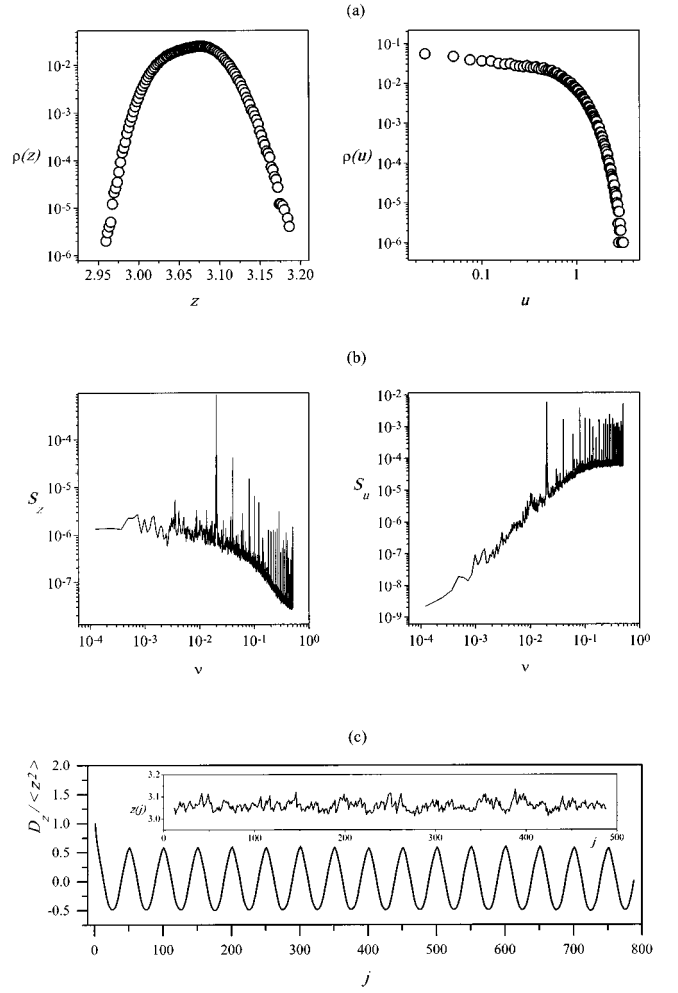 (a)
10^-2
10^-3
ρ(z)
10^-4
10^-5
10^-6
2.95 3.00 3.05 3.10 3.15 3.20
z
10^-1
10^-2
10^-3
ρ(u)
10^-4
10^-5
10^-6
0.1 1
u
(b)
10^-4
10^-5
S_z
10^-6
10^-7
10^-4 10^-3 10^-2 10^-1 10^0
ν
10^-2
10^-3
10^-4
10^-5
S_u
10^-6
10^-7
10^-8
10^-9
10^-4 10^-3 10^-2 10^-1 10^0
ν
(c)
D_z / < z^2 >
2.0
1.5
1.0
0.5
0.0
-0.5
z(j)
3.2
3.1
3.0
0 100 200 300 400 500
j
0 100 200 300 400 500 600 700 800
j